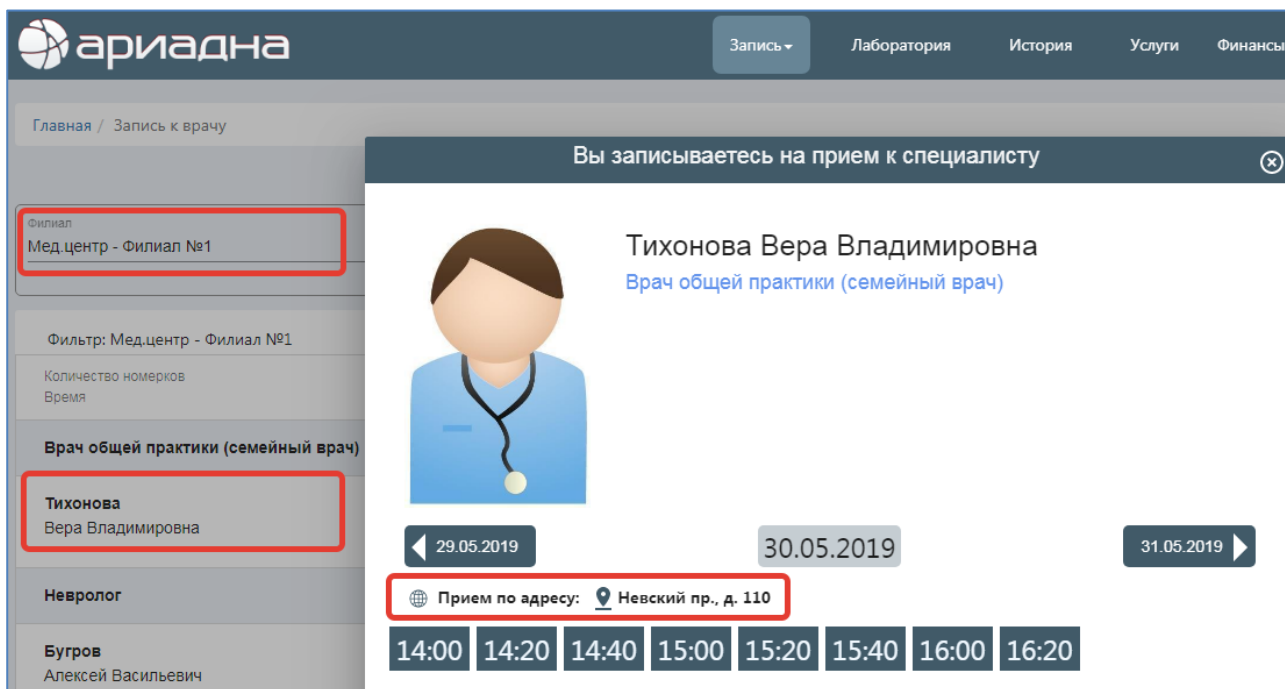 ариадна
Запись
Лаборатория
История
Услуги
Финансы
Главная / Запись к врачу
Вы записываетесь на прием к специалисту
Филиал
Мед.центр - Филиал №1
Фильтр: Мед.центр - Филиал №1
Количество номерков
Время
Врач общей практики (семейный врач)
Тихонова
Вера Владимировна
Невролог
Бугров
Алексей Васильевич
Тихонова Вера Владимировна
Врач общей практики (семейный врач)
29.05.2019
30.05.2019
31.05.2019
Прием по адресу: Невский пр., д. 110
14:00 14:20 14:40 15:00 15:20 15:40 16:00 16:20